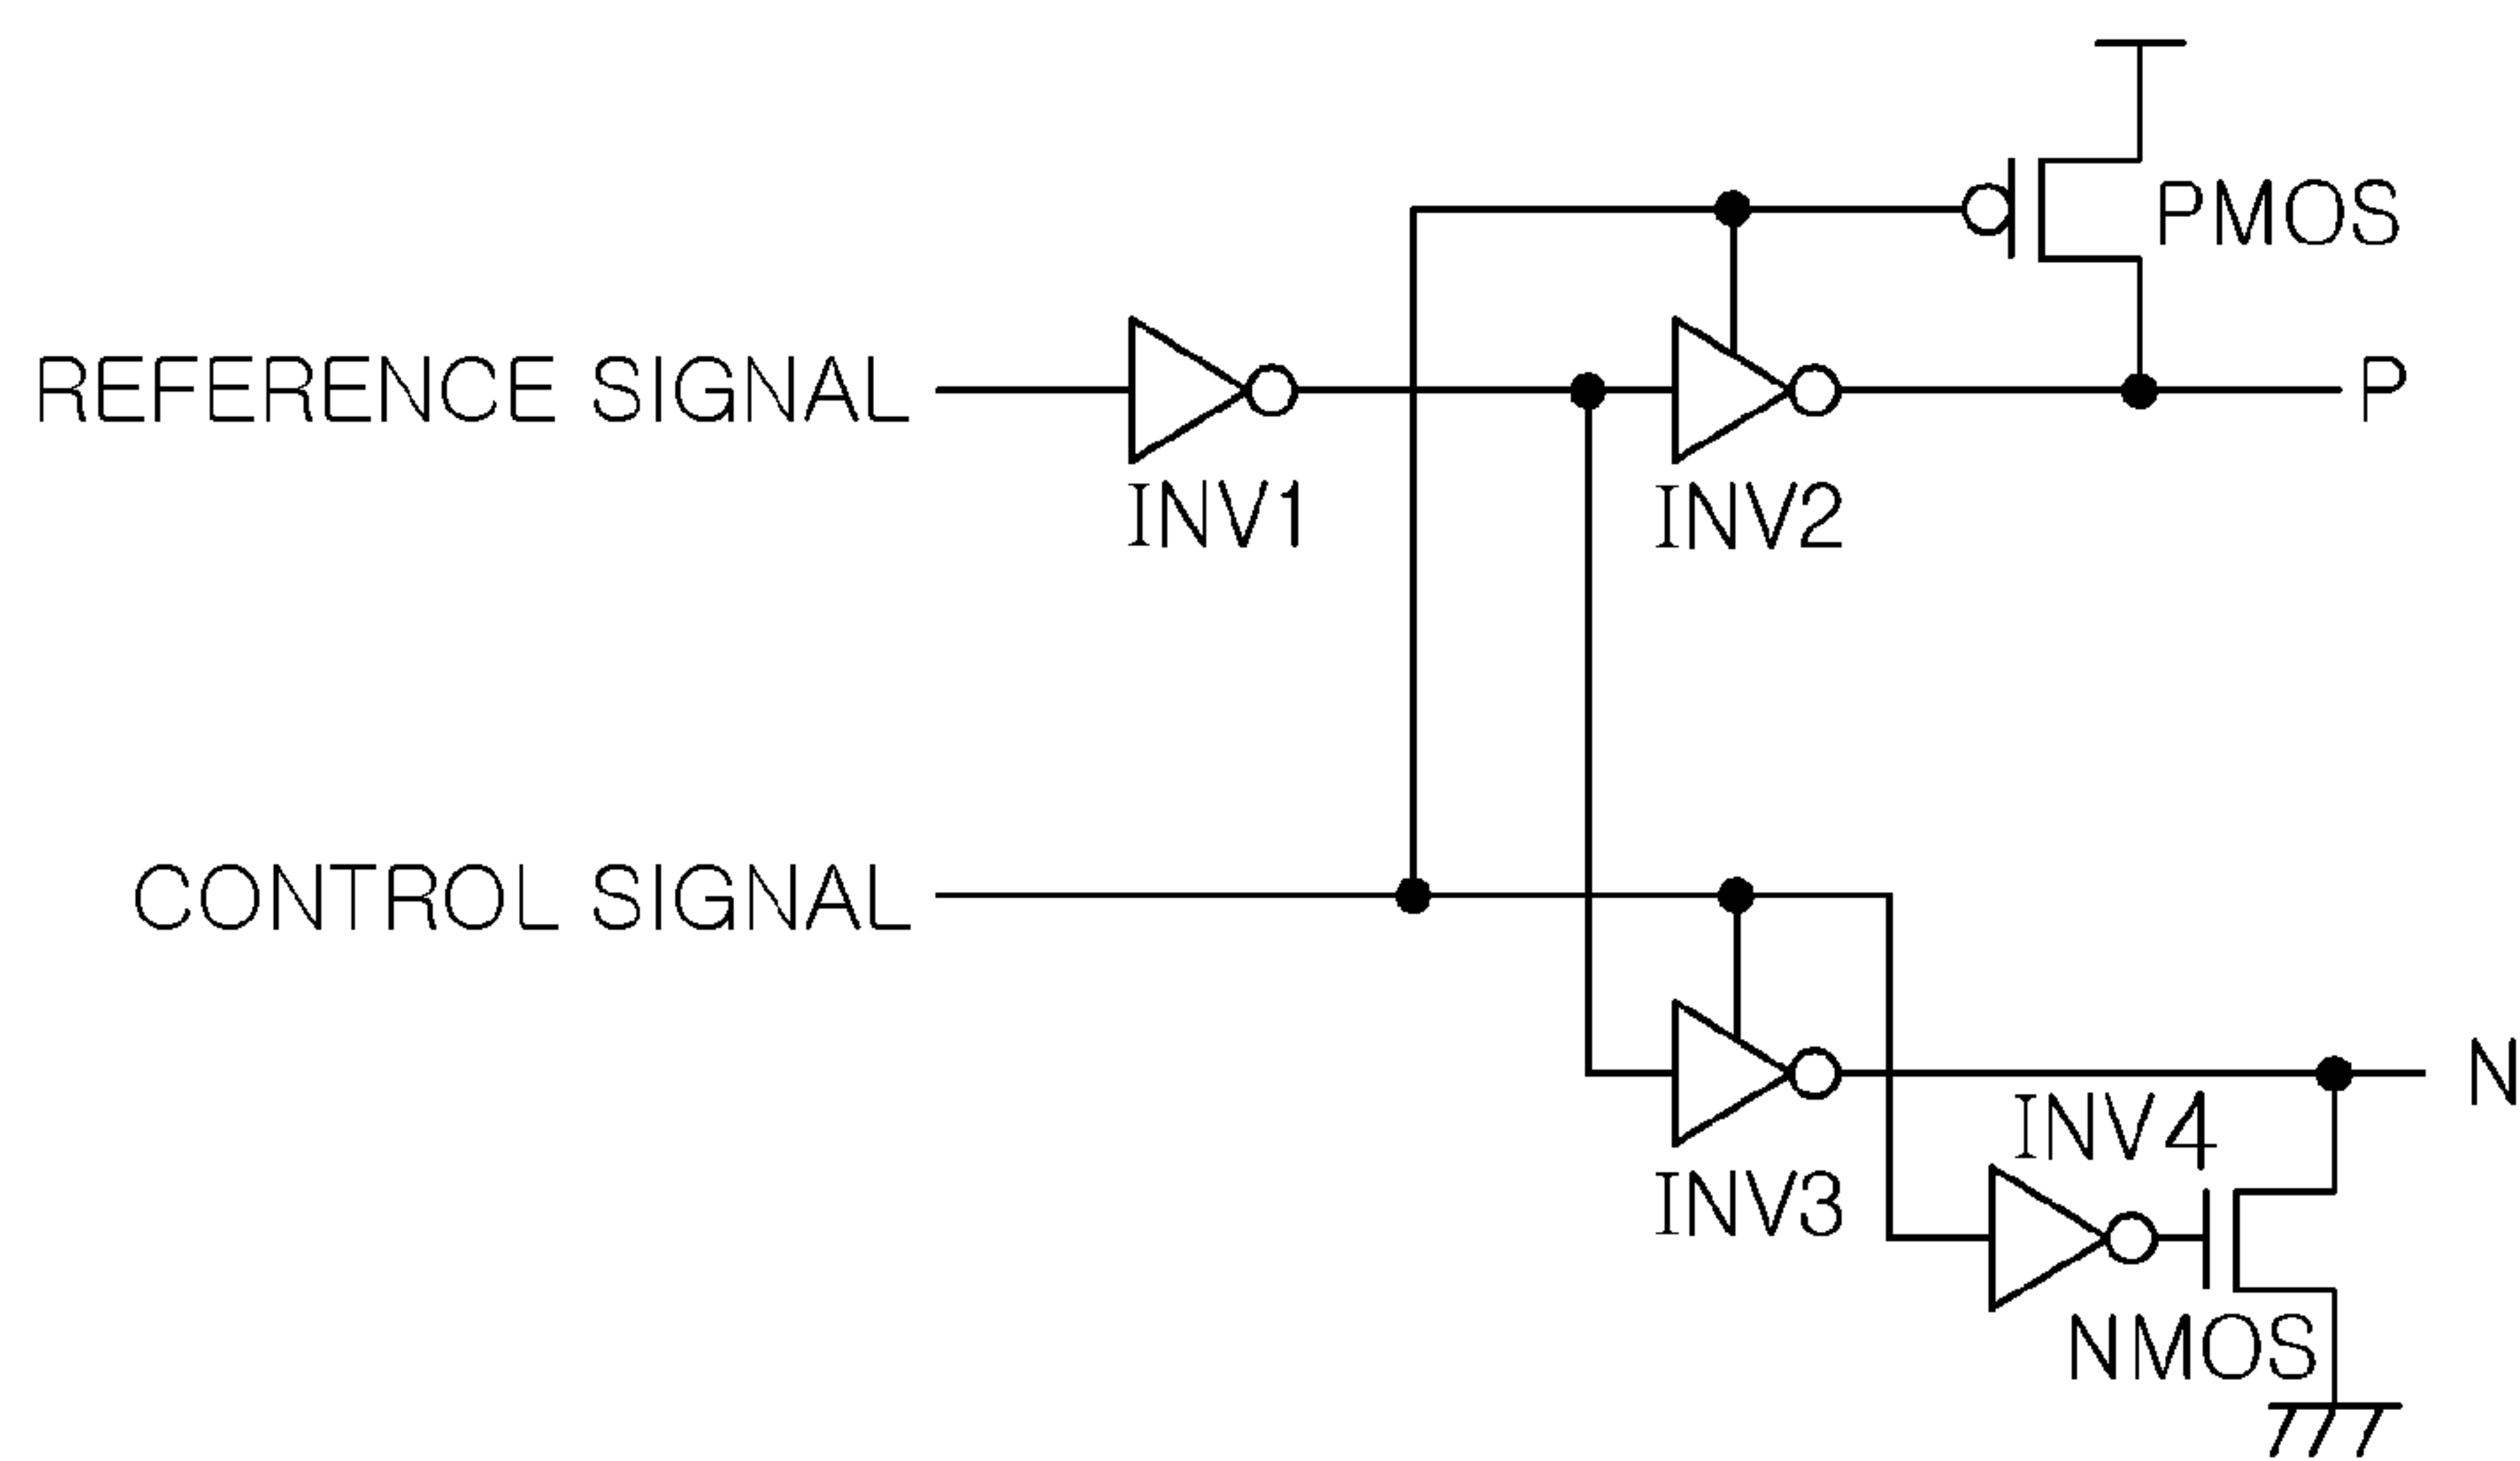 PMOS
REFERENCE SIGNAL
P
INV1
INV2
CONTROL SIGNAL
N
INV4
INV3
NMOS